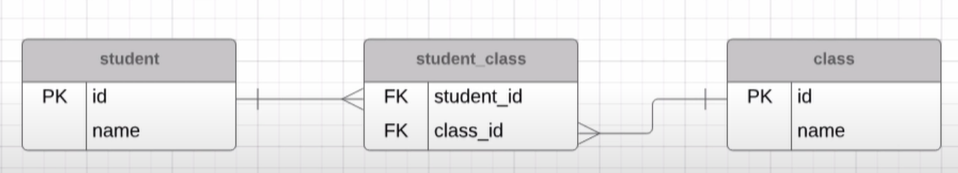 student
PK id
name
student_class
FK student_id
FK class_id
class
PK id
name